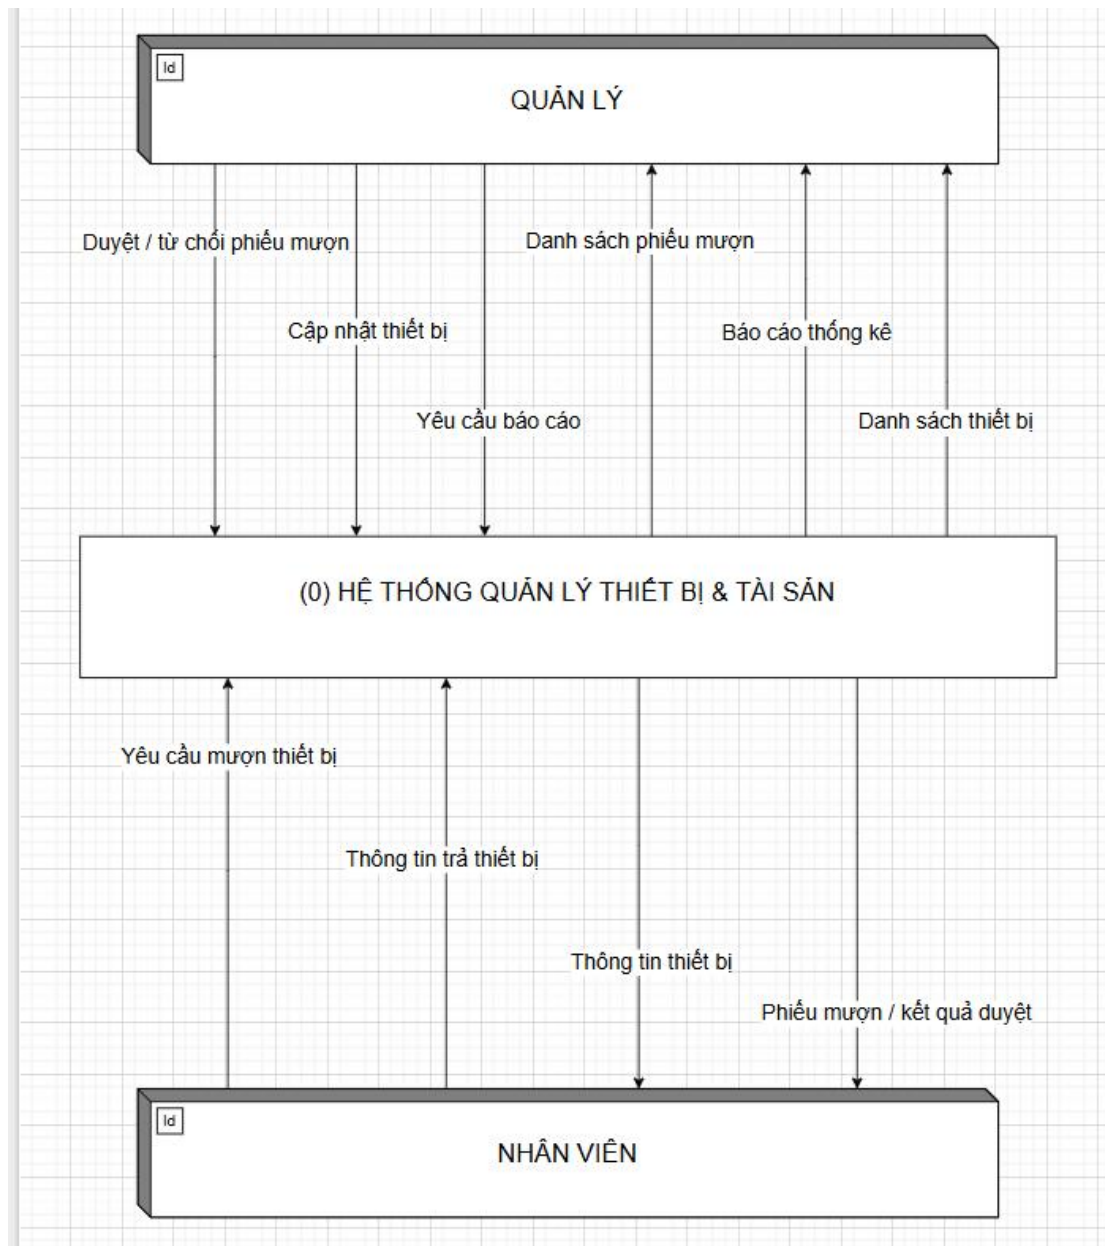 Id
QUẢN LÝ
Duyệt / từ chối phiếu mượn
Danh sách phiếu mượn
Cập nhật thiết bị
Báo cáo thống kê
Yêu cầu báo cáo
Danh sách thiết bị
(0) HỆ THỐNG QUẢN LÝ THIẾT BỊ & TÀI SẢN
Yêu cầu mượn thiết bị
Thông tin trả thiết bị
Thông tin thiết bị
Phiếu mượn / kết quả duyệt
Id
NHÂN VIÊN